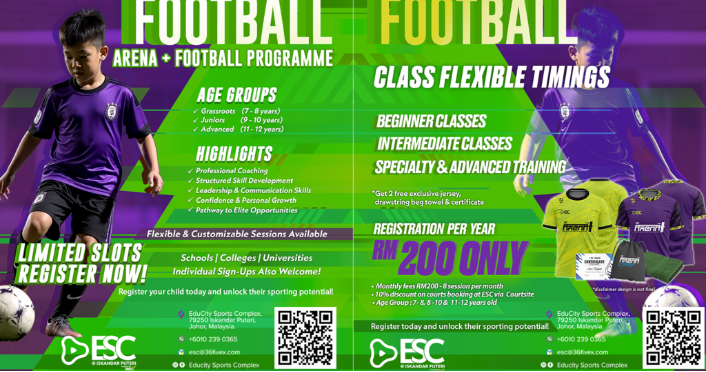 FOOTBALL
ARENA + FOOTBALL PROGRAMME
AGE GROUPS
✓ Grassroots (7 - 8 years)
✓ Juniors (9 - 10 years)
✓ Advanced (11 - 12 years)
HIGHLIGHTS
✓ Professional Coaching
✓ Structured Skill Development
✓ Leadership & Communication Skills
✓ Confidence & Personal Growth
✓ Pathway to Elite Opportunities
Flexible & Customizable Sessions Available
LIMITED SLOTS
REGISTER NOW!
Schools | Colleges | Universities
Individual Sign-Ups Also Welcome!
Register your child today and unlock their sporting potential!
ESC
@ ISKANDAR PUTERI
EduCity Sports Complex,
79250 Iskandar Puteri,
Johor, Malaysia
+6010 239 0365
esc@36fivex.com
Educity Sports Complex
FOOTBALL
CLASS FLEXIBLE TIMINGS
BEGINNER CLASSES
INTERMEDIATE CLASSES
SPECIALTY & ADVANCED TRAINING
*Get 2 free exclusive jersey,
drawstring beg towel & certificate
REGISTRATION PER YEAR
RM 200 ONLY
• Monthly fees RM200 - 8 session per month
• 10% discount on courts booking at ESC via Courtsite
• Age Group : 7 - 8, 8 -10 & 11-12 years old
*disclaimer design is not final
Register today and unlock their sporting potential!
ESC
@ ISKANDAR PUTERI
EduCity Sports Complex,
79250 Iskandar Puteri,
Johor, Malaysia
+6010 239 0365
esc@36fivex.com
Educity Sports Complex